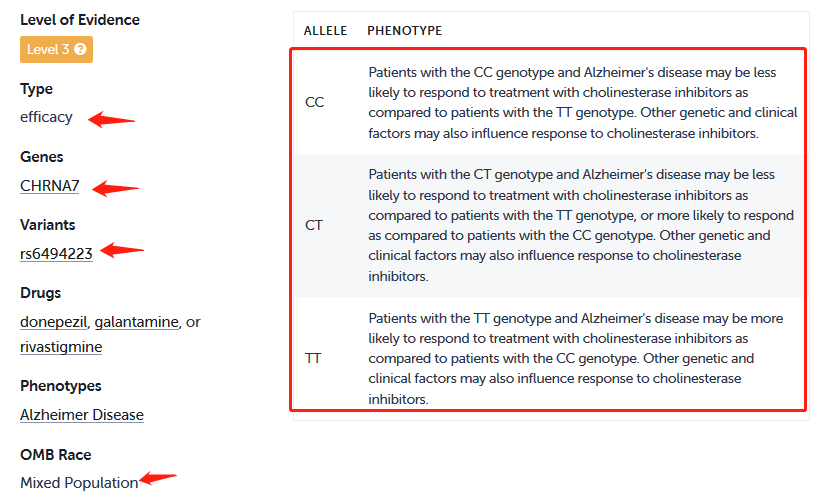 Level of Evidence
Level 3 ?
Type
efficacy
Genes
CHRNA7
Variants
rs6494223
Drugs
donepezil, galantamine, or
rivastigmine
Phenotypes
Alzheimer Disease
OMB Race
Mixed Population
ALLELE PHENOTYPE
CC
Patients with the CC genotype and Alzheimer's disease may be less
likely to respond to treatment with cholinesterase inhibitors as
compared to patients with the TT genotype. Other genetic and clinical
factors may also influence response to cholinesterase inhibitors.
CT
Patients with the CT genotype and Alzheimer's disease may be less
likely to respond to treatment with cholinesterase inhibitors as
compared to patients with the TT genotype, or more likely to respond
as compared to patients with the CC genotype. Other genetic and
clinical factors may also influence response to cholinesterase
inhibitors.
TT
Patients with the TT genotype and Alzheimer's disease may be more
likely to respond to treatment with cholinesterase inhibitors as
compared to patients with the CC genotype. Other genetic and
clinical factors may also influence response to cholinesterase
inhibitors.